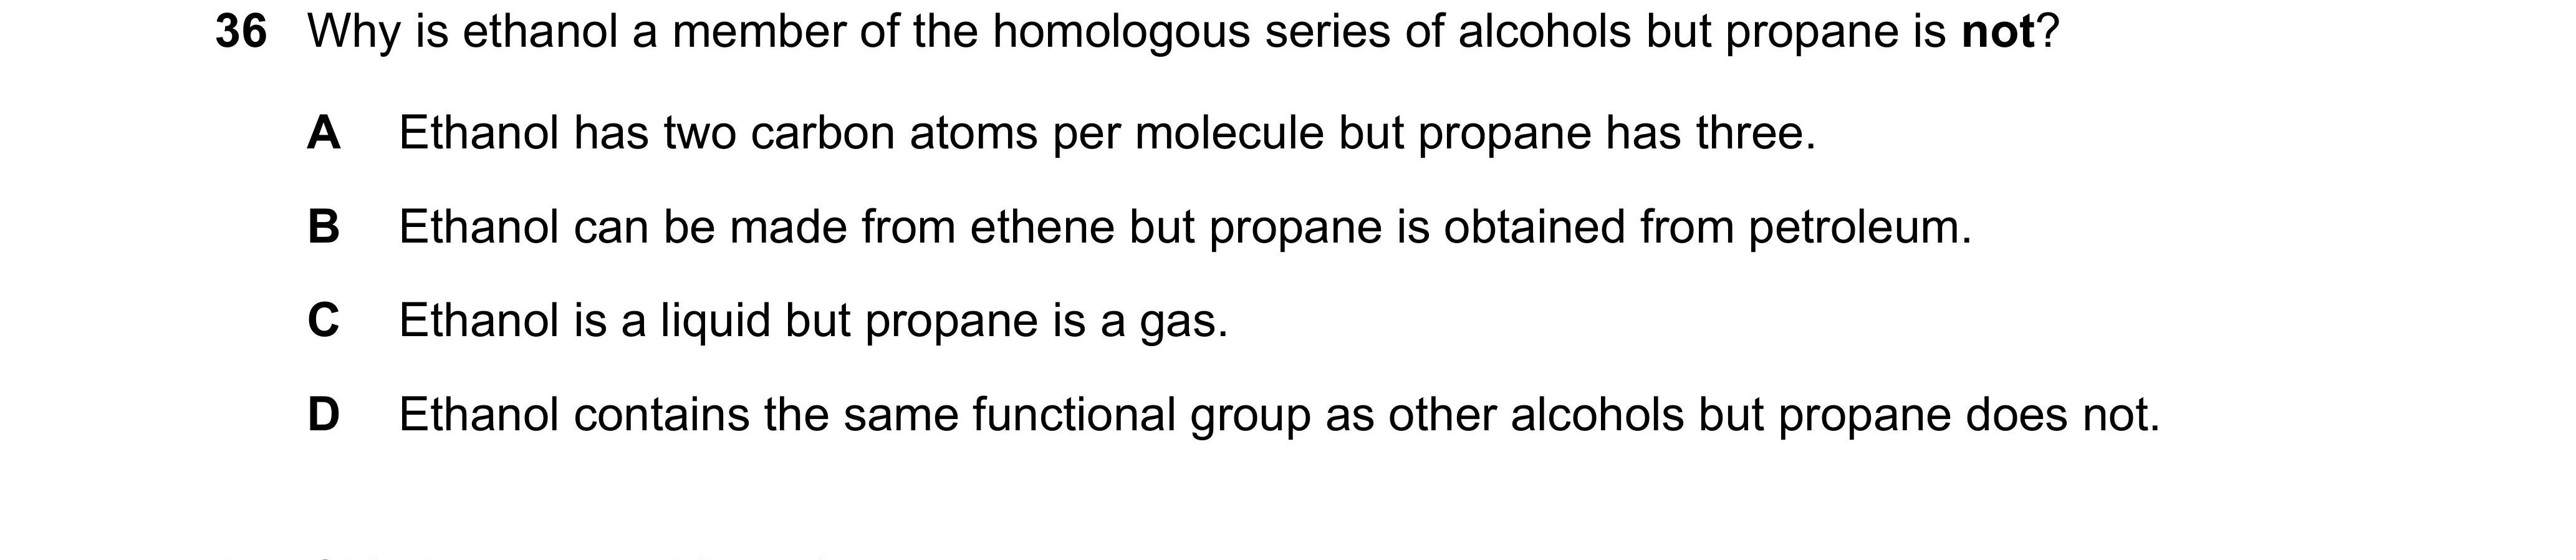 36 Why is ethanol a member of the homologous series of alcohols but propane is not?
A Ethanol has two carbon atoms per molecule but propane has three.
B Ethanol can be made from ethene but propane is obtained from petroleum.
C Ethanol is a liquid but propane is a gas.
D Ethanol contains the same functional group as other alcohols but propane does not.